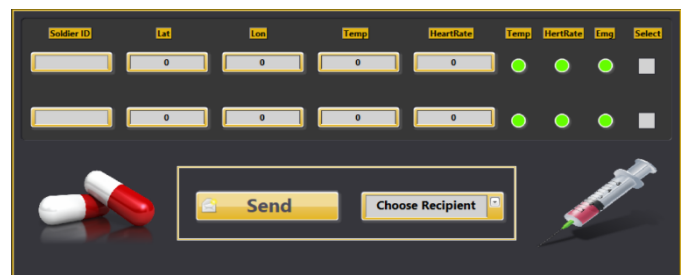 Soldier ID Lat Lon Temp HeartRate Temp HertRate Emg Select
0 0 0 0
0 0 0 0
Send Choose Recipient